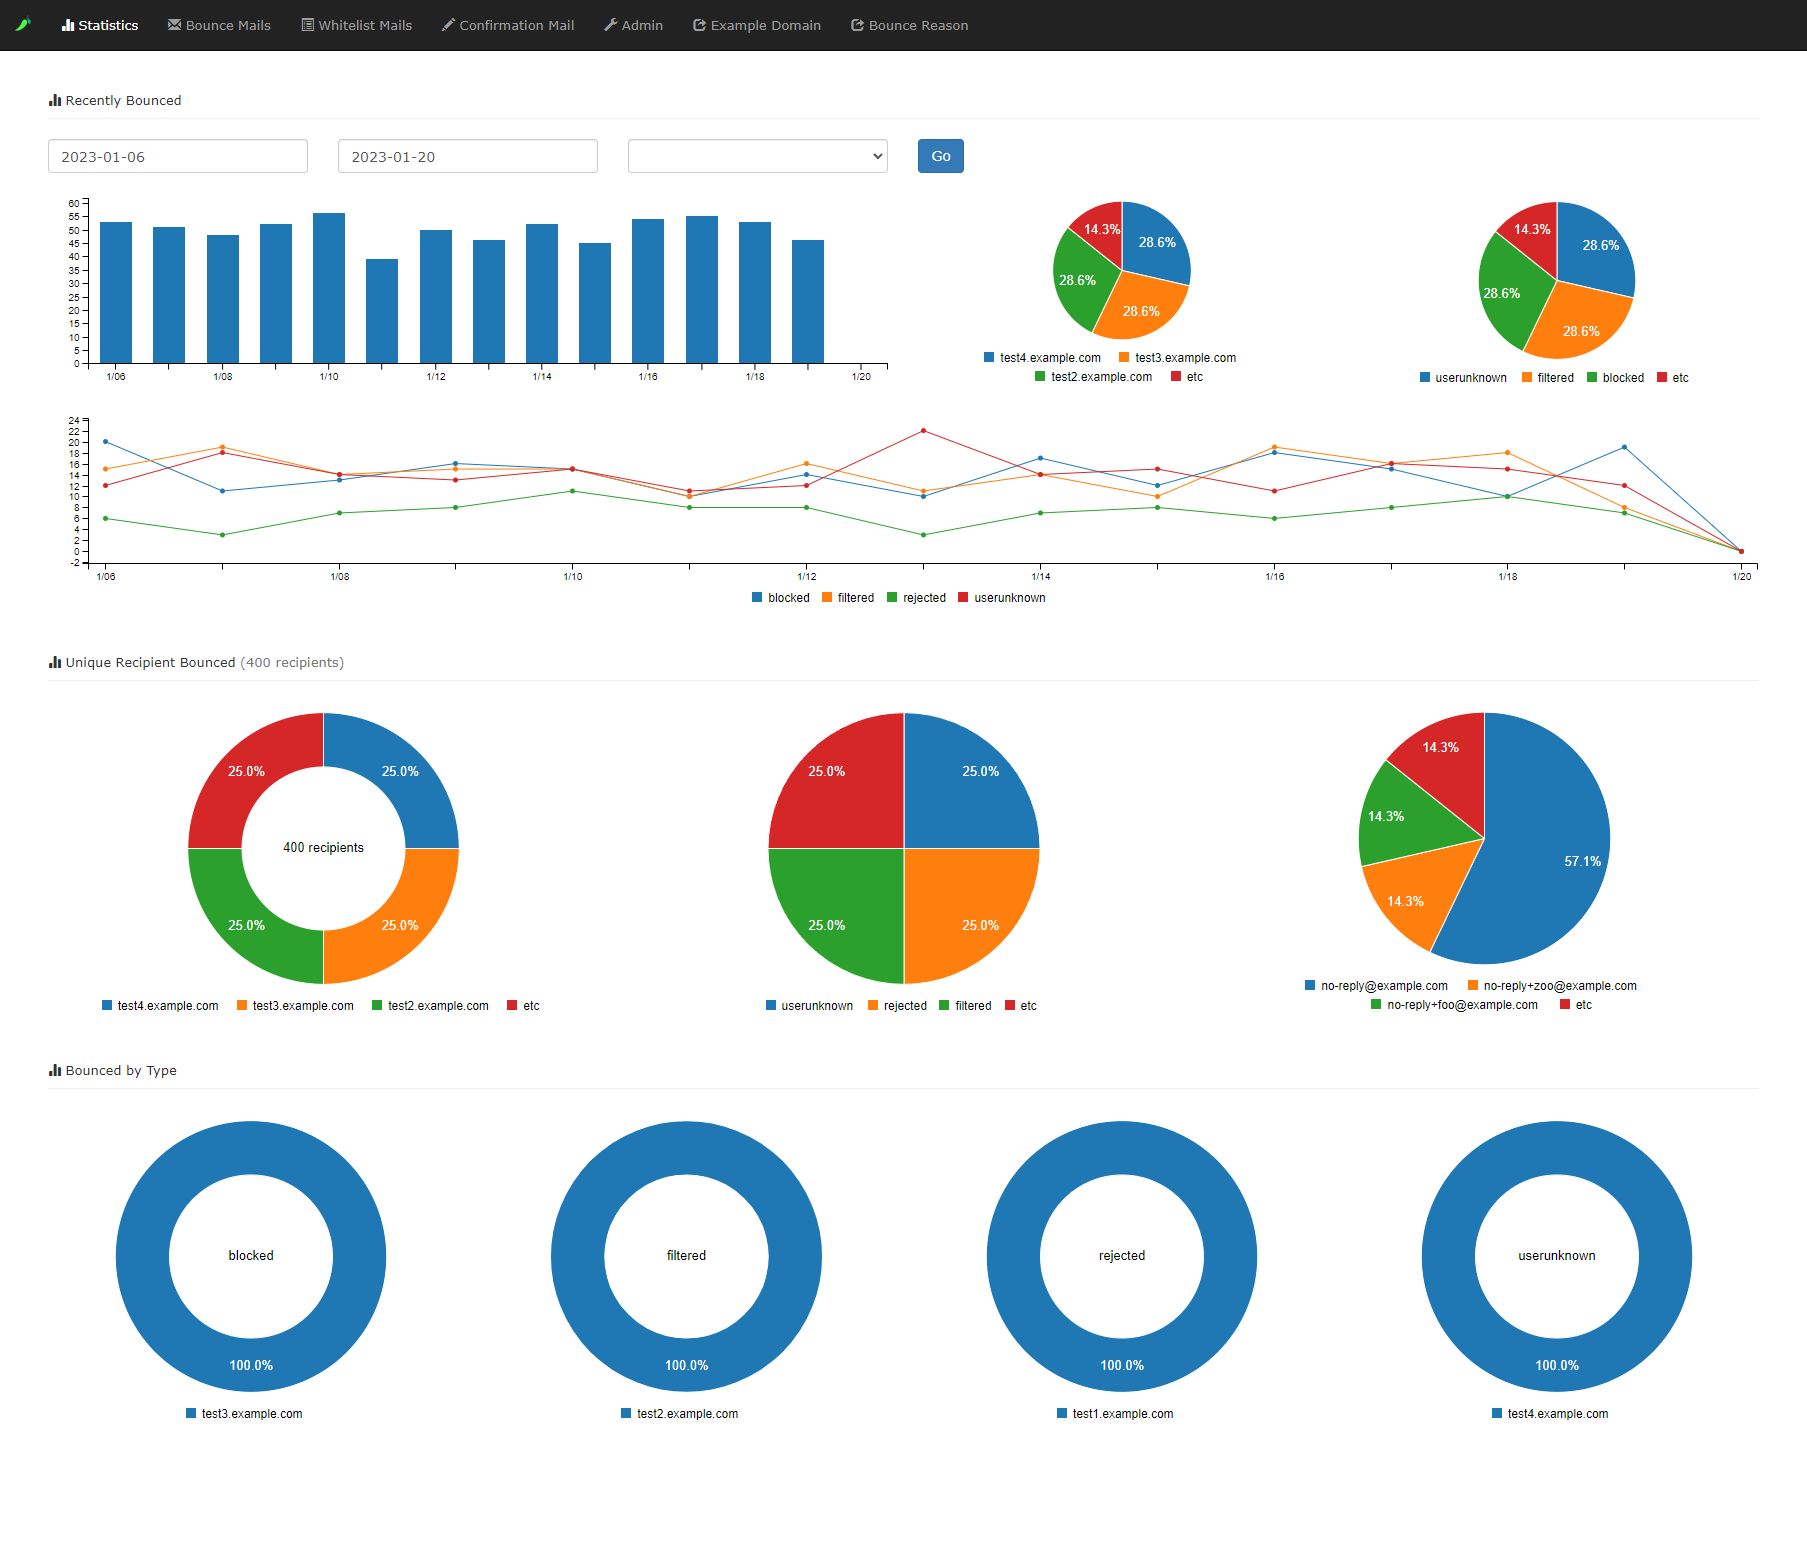 Statistics Bounce Mails Whitelist Mails Confirmation Mail Admin Example Domain Bounce Reason
Recently Bounced
2023-01-06 2023-01-20 Go
60
55
50
45
40
35
30
25
20
15
10
5
0
1/06 1/08 1/10 1/12 1/14 1/16 1/18 1/20
14.3% 28.6%
28.6% 28.6%
test4.example.com test3.example.com
test2.example.com etc
14.3% 28.6%
28.6% 28.6%
userunknown filtered blocked etc
24
22
20
18
16
14
12
10
8
6
4
2
0
-2
1/06 1/08 1/10 1/12 1/14 1/16 1/18 1/20
blocked filtered rejected userunknown
Unique Recipient Bounced (400 recipients)
25.0% 25.0%
400 recipients
25.0% 25.0%
test4.example.com test3.example.com test2.example.com etc
25.0% 25.0%
25.0% 25.0%
userunknown rejected filtered etc
14.3%
14.3%
57.1%
14.3%
no-reply@example.com no-reply+zoo@example.com
no-reply+foo@example.com etc
Bounced by Type
blocked
100.0%
test3.example.com
filtered
100.0%
test2.example.com
rejected
100.0%
test1.example.com
userunknown
100.0%
test4.example.com